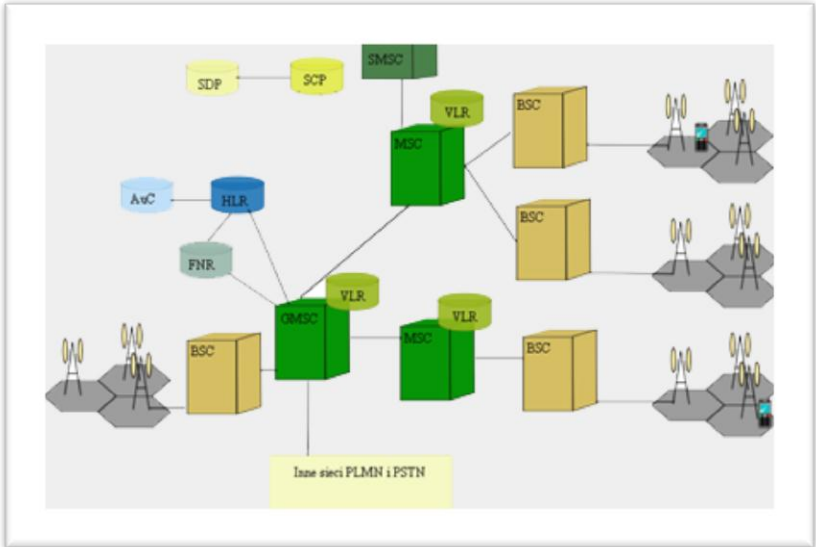 SMSC
SDP
SCP
VLR
BSC
MSC
AuC
HLR
BSC
FNR
VLR
GMSC
VLR
MSC
BSC
BSC
Inne sieci PLMN i PSTN